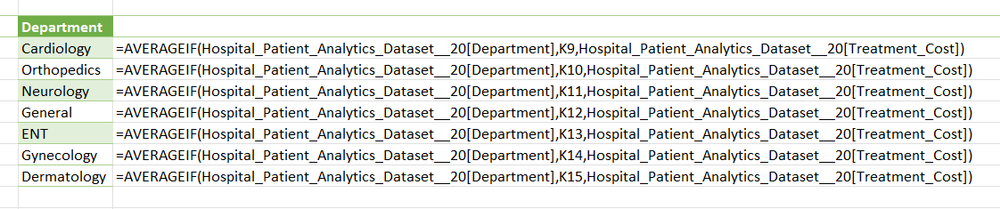 Department
Cardiology =AVERAGEIF(Hospital_Patient_Analytics_Dataset__20[Department],K9,Hospital_Patient_Analytics_Dataset__20[Treatment_Cost])
Orthopedics =AVERAGEIF(Hospital_Patient_Analytics_Dataset__20[Department],K10,Hospital_Patient_Analytics_Dataset__20[Treatment_Cost])
Neurology =AVERAGEIF(Hospital_Patient_Analytics_Dataset__20[Department],K11,Hospital_Patient_Analytics_Dataset__20[Treatment_Cost])
General =AVERAGEIF(Hospital_Patient_Analytics_Dataset__20[Department],K12,Hospital_Patient_Analytics_Dataset__20[Treatment_Cost])
ENT =AVERAGEIF(Hospital_Patient_Analytics_Dataset__20[Department],K13,Hospital_Patient_Analytics_Dataset__20[Treatment_Cost])
Gynecology =AVERAGEIF(Hospital_Patient_Analytics_Dataset__20[Department],K14,Hospital_Patient_Analytics_Dataset__20[Treatment_Cost])
Dermatology =AVERAGEIF(Hospital_Patient_Analytics_Dataset__20[Department],K15,Hospital_Patient_Analytics_Dataset__20[Treatment_Cost])